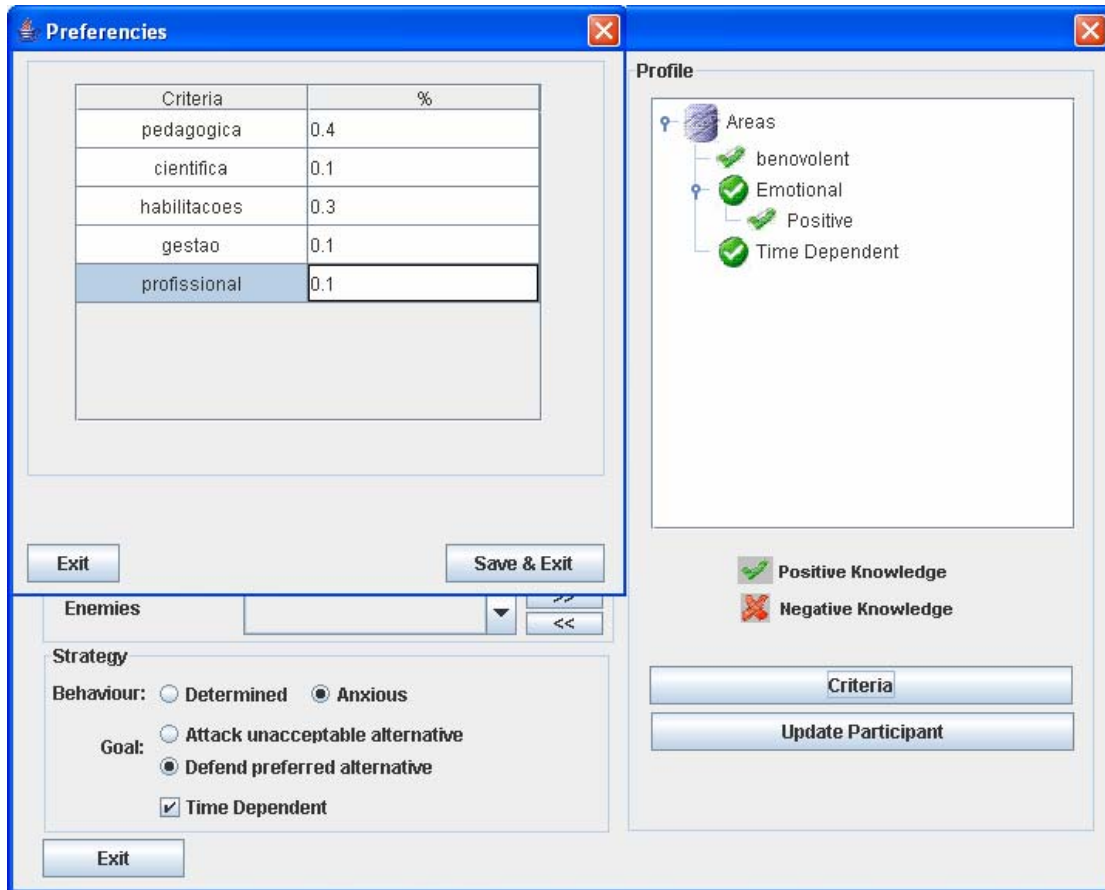 Preferencies
Criteria %
pedagogica 0.4
cientifica 0.1
habilitacoes 0.3
gestao 0.1
profissional 0.1
Exit Save & Exit
Profile
Areas
benovolent
Emotional
Positive
Time Dependent
Positive Knowledge
Negative Knowledge
Criteria
Update Participant
Enemies >>
<<
Strategy
Behaviour: Determined Anxious
Goal: Attack unacceptable alternative
Defend preferred alternative
Time Dependent
Exit